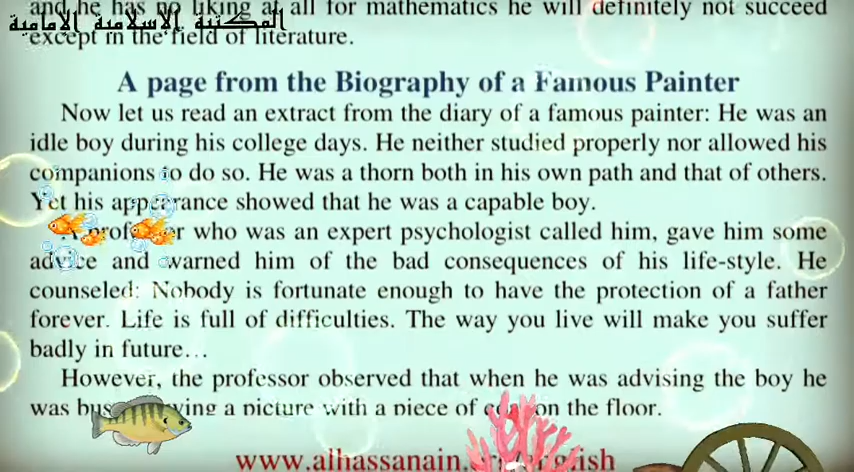 and he has no liking at all for mathematics he will definitely not succeed
المكتبة الاسلامية الامامية
except in the field of literature.
A page from the Biography of a Famous Painter
Now let us read an extract from the diary of a famous painter: He was an
idle boy during his college days. He neither studied properly nor allowed his
companions to do so. He was a thorn both in his own path and that of others.
Yet his appearance showed that he was a capable boy.
A professor who was an expert psychologist called him, gave him some
advice and warned him of the bad consequences of his life-style. He
counseled: Nobody is fortunate enough to have the protection of a father
forever. Life is full of difficulties. The way you live will make you suffer
badly in future…
However, the professor observed that when he was advising the boy he
was a picture with a piece of on the floor.
www.alhassanain.org/english